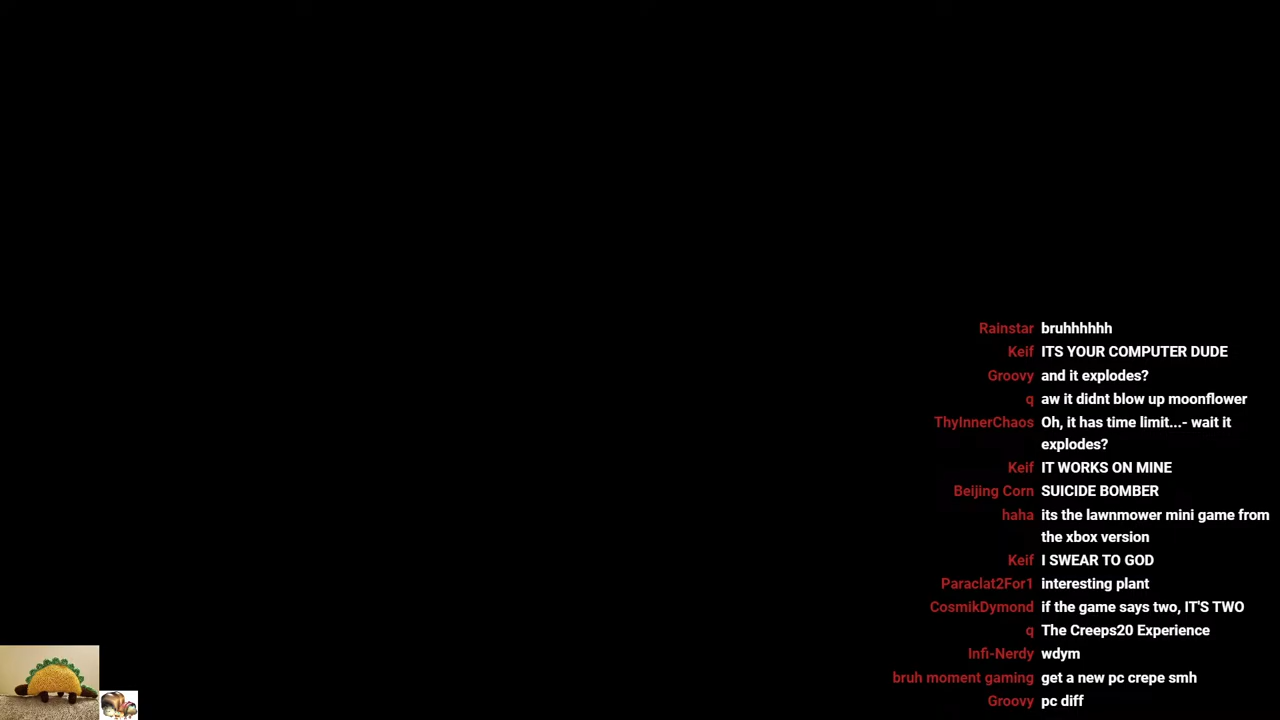 Rainstar bruhhhhhh
Keif ITS YOUR COMPUTER DUDE
Groovy and it explodes?
q aw it didnt blow up moonflower
ThyInnerChaos Oh, it has time limit...- wait it
explodes?
Keif IT WORKS ON MINE
Beijing Corn SUICIDE BOMBER
haha its the lawnmower mini game from
the xbox version
Keif I SWEAR TO GOD
Paraclat2For1 interesting plant
CosmikDymond if the game says two, IT'S TWO
q The Creeps20 Experience
Infi-Nerdy wdym
bruh moment gaming get a new pc crepe smh
Groovy pc diff